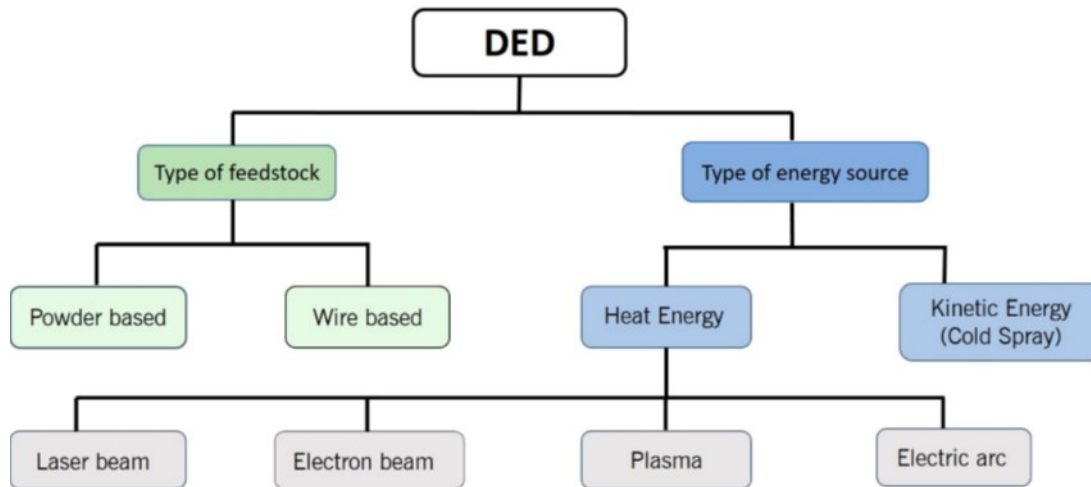 DED
Type of feedstock
Type of energy source
Powder based
Wire based
Heat Energy
Kinetic Energy
(Cold Spray)
Laser beam
Electron beam
Plasma
Electric arc